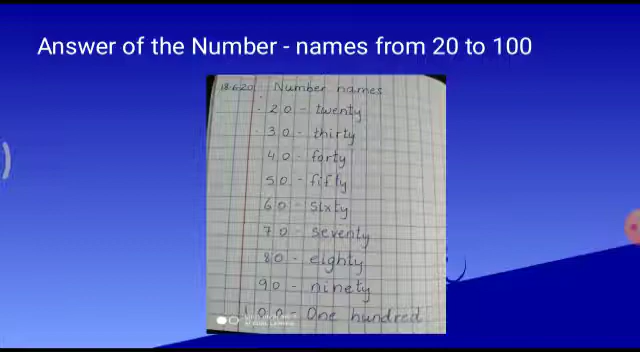 Answer of the Number - names from 20 to 100
18.6.20 Number names
20 - twenty
30 - thirty
40 - forty
50 - fifty
60 - sixty
70 - seventy
80 - eighty
90 - ninety
100 - One hundred